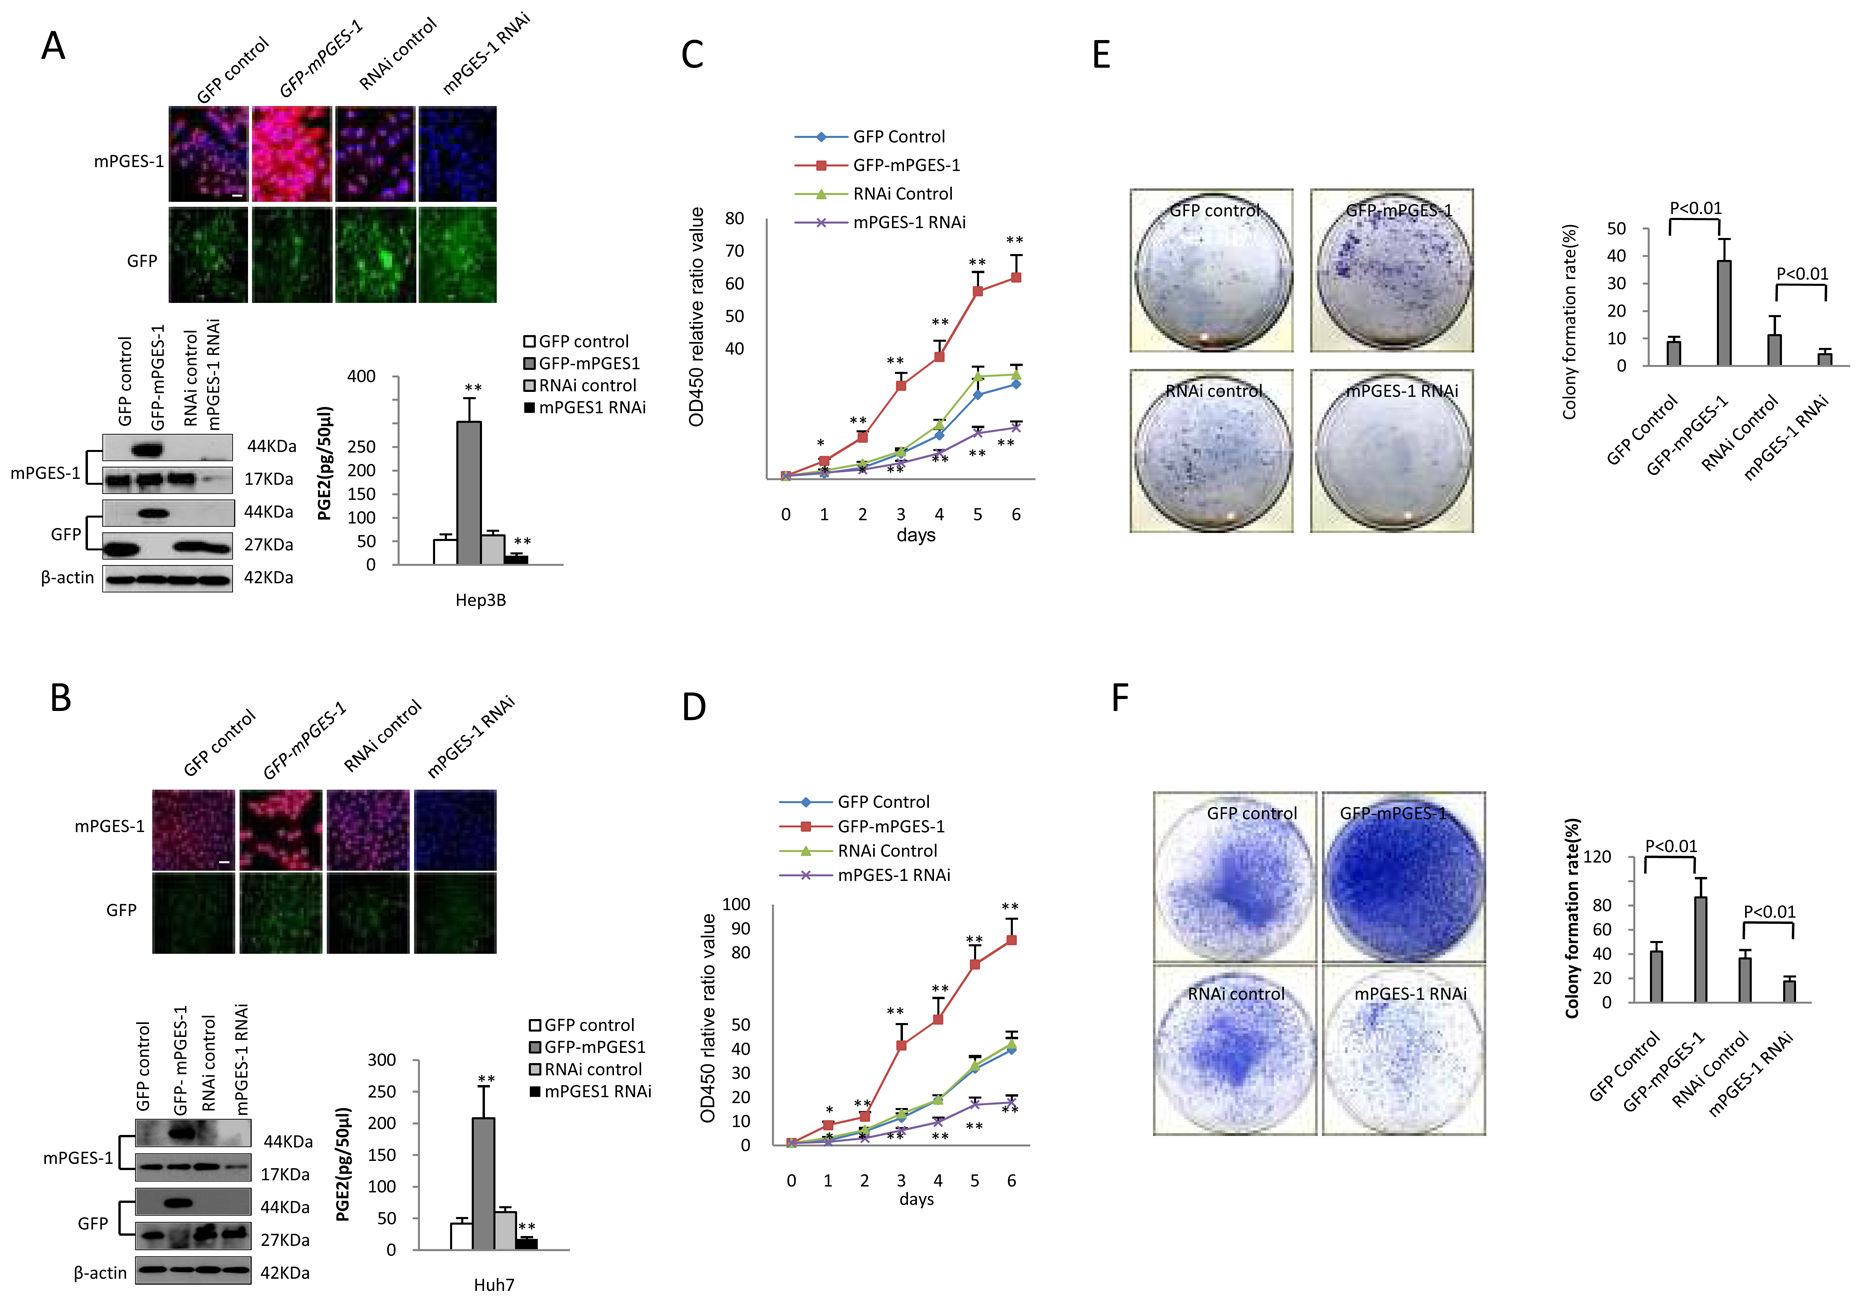 A
GFP control
GFP-mPGES-1
RNAi control
mPGES-1 RNAi
mPGES-1
GFP
GFP control
GFP-mPGES-1
RNAi control
mPGES-1 RNAi
mPGES-1
44KDa
17KDa
GFP
44KDa
27KDa
β-actin
42KDa
GFP control
GFP-mPGES1
RNAi control
mPGES1 RNAi
PGE2(pg/50µl)
400
250
200
150
100
50
0
**
**
Hep3B
B
GFP control
GFP-mPGES-1
RNAi control
mPGES-1 RNAi
mPGES-1
GFP
GFP control
GFP- mPGES-1
RNAi control
mPGES-1 RNAi
mPGES-1
44KDa
17KDa
GFP
44KDa
27KDa
β-actin
42KDa
GFP control
GFP-mPGES1
RNAi control
mPGES1 RNAi
PGE2(pg/50µl)
300
250
200
150
100
50
0
**
**
Huh7
C
GFP Control
GFP-mPGES-1
RNAi Control
mPGES-1 RNAi
OD450 relative ratio value
80
70
60
50
40
* ** ** ** ** **
* * ** ** ** **
0 1 2 3 4 5 6
days
D
GFP Control
GFP-mPGES-1
RNAi Control
mPGES-1 RNAi
OD450 rlative ratio value
100
90
80
50
40
30
20
10
0
* ** ** ** ** **
* * ** ** ** **
0 1 2 3 4 5 6
days
E
GFP control
GFP-mPGES-1
RNAi control
mPGES-1 RNAi
Colony formation rate(%)
50
40
30
20
10
0
P<0.01
P<0.01
GFP Control
GFP-mPGES-1
RNAi Control
mPGES-1 RNAi
F
GFP control
GFP-mPGES-1
RNAi control
mPGES-1 RNAi
Colony formation rate(%)
120
80
60
40
20
0
P<0.01
P<0.01
GFP Control
GFP-mPGES-1
RNAi Control
mPGES-1 RNAi